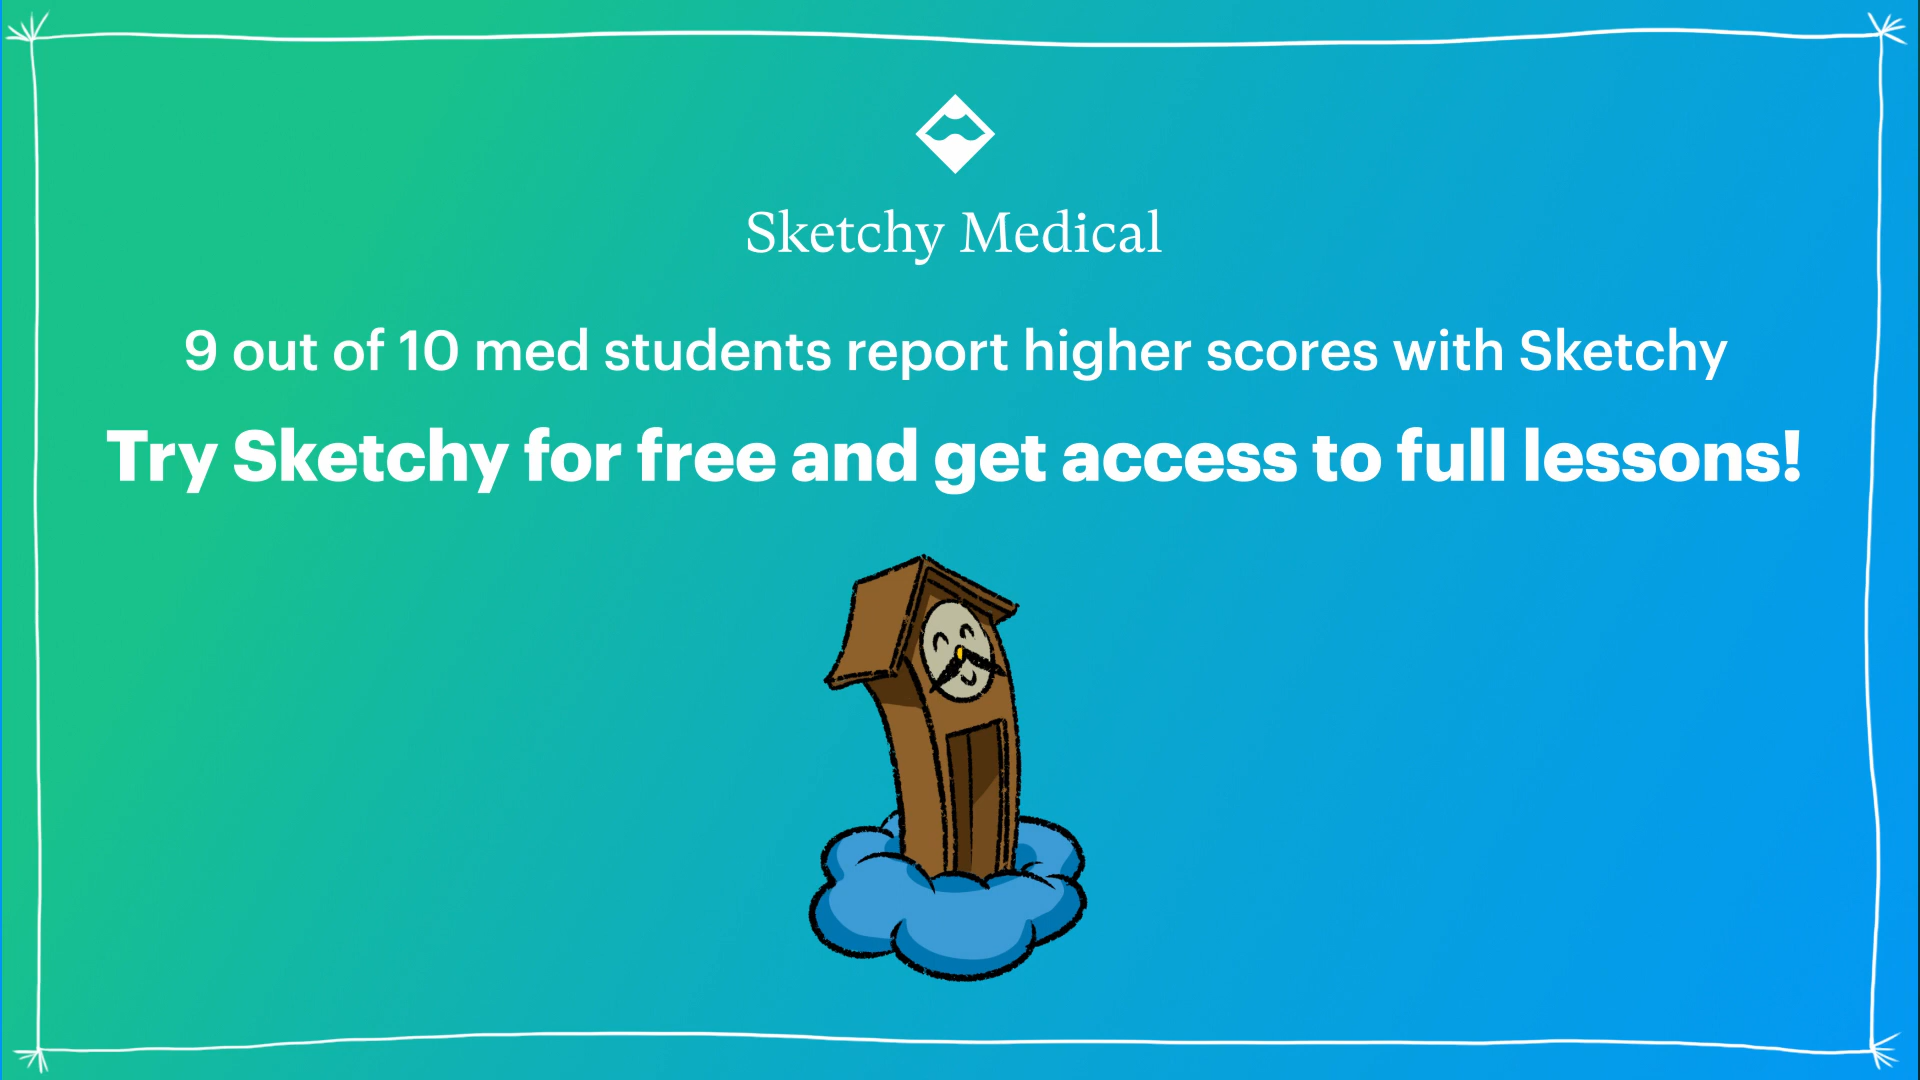 Sketchy Medical
9 out of 10 med students report higher scores with Sketchy
Try Sketchy for free and get access to full lessons!